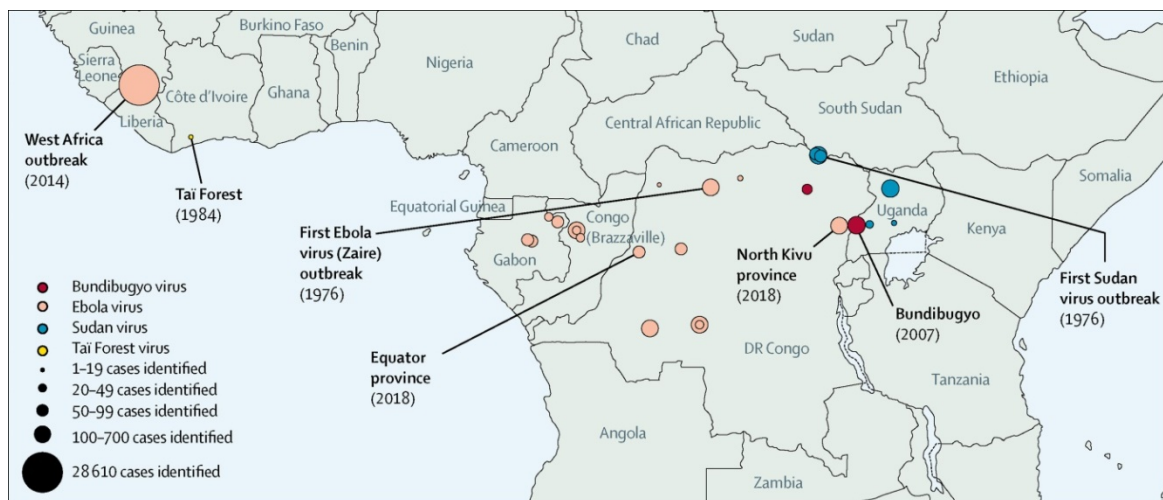 Guinea
Burkino Faso
Benin
Chad
Sudan
Sierra
Leone
Nigeria
Ethiopia
Côte d'Ivoire
Ghana
South Sudan
Liberia
Central African Republic
West Africa
outbreak
(2014)
Cameroon
Somalia
Taï Forest
(1984)
Equatorial Guinea
Congo
(Brazzaville)
Uganda
Kenya
First Ebola
virus (Zaire)
outbreak
(1976)
Gabon
North Kivu
province
(2018)
First Sudan
virus outbreak
(1976)
Bundibugyo virus
Ebola virus
Sudan virus
Taï Forest virus
1–19 cases identified
20–49 cases identified
50–99 cases identified
100–700 cases identified
28 610 cases identified
Bundibugyo
(2007)
Equator
province
(2018)
DR Congo
Tanzania
Angola
Zambia